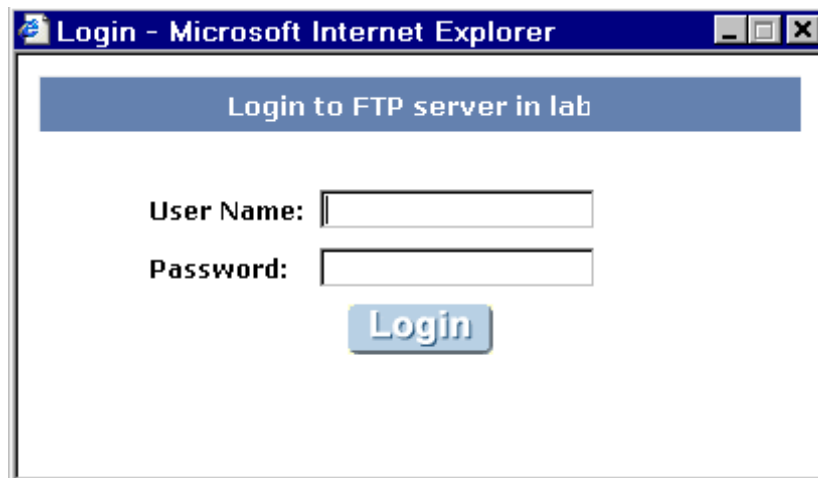 Login - Microsoft Internet Explorer
Login to FTP server in lab
User Name:
Password:
Login